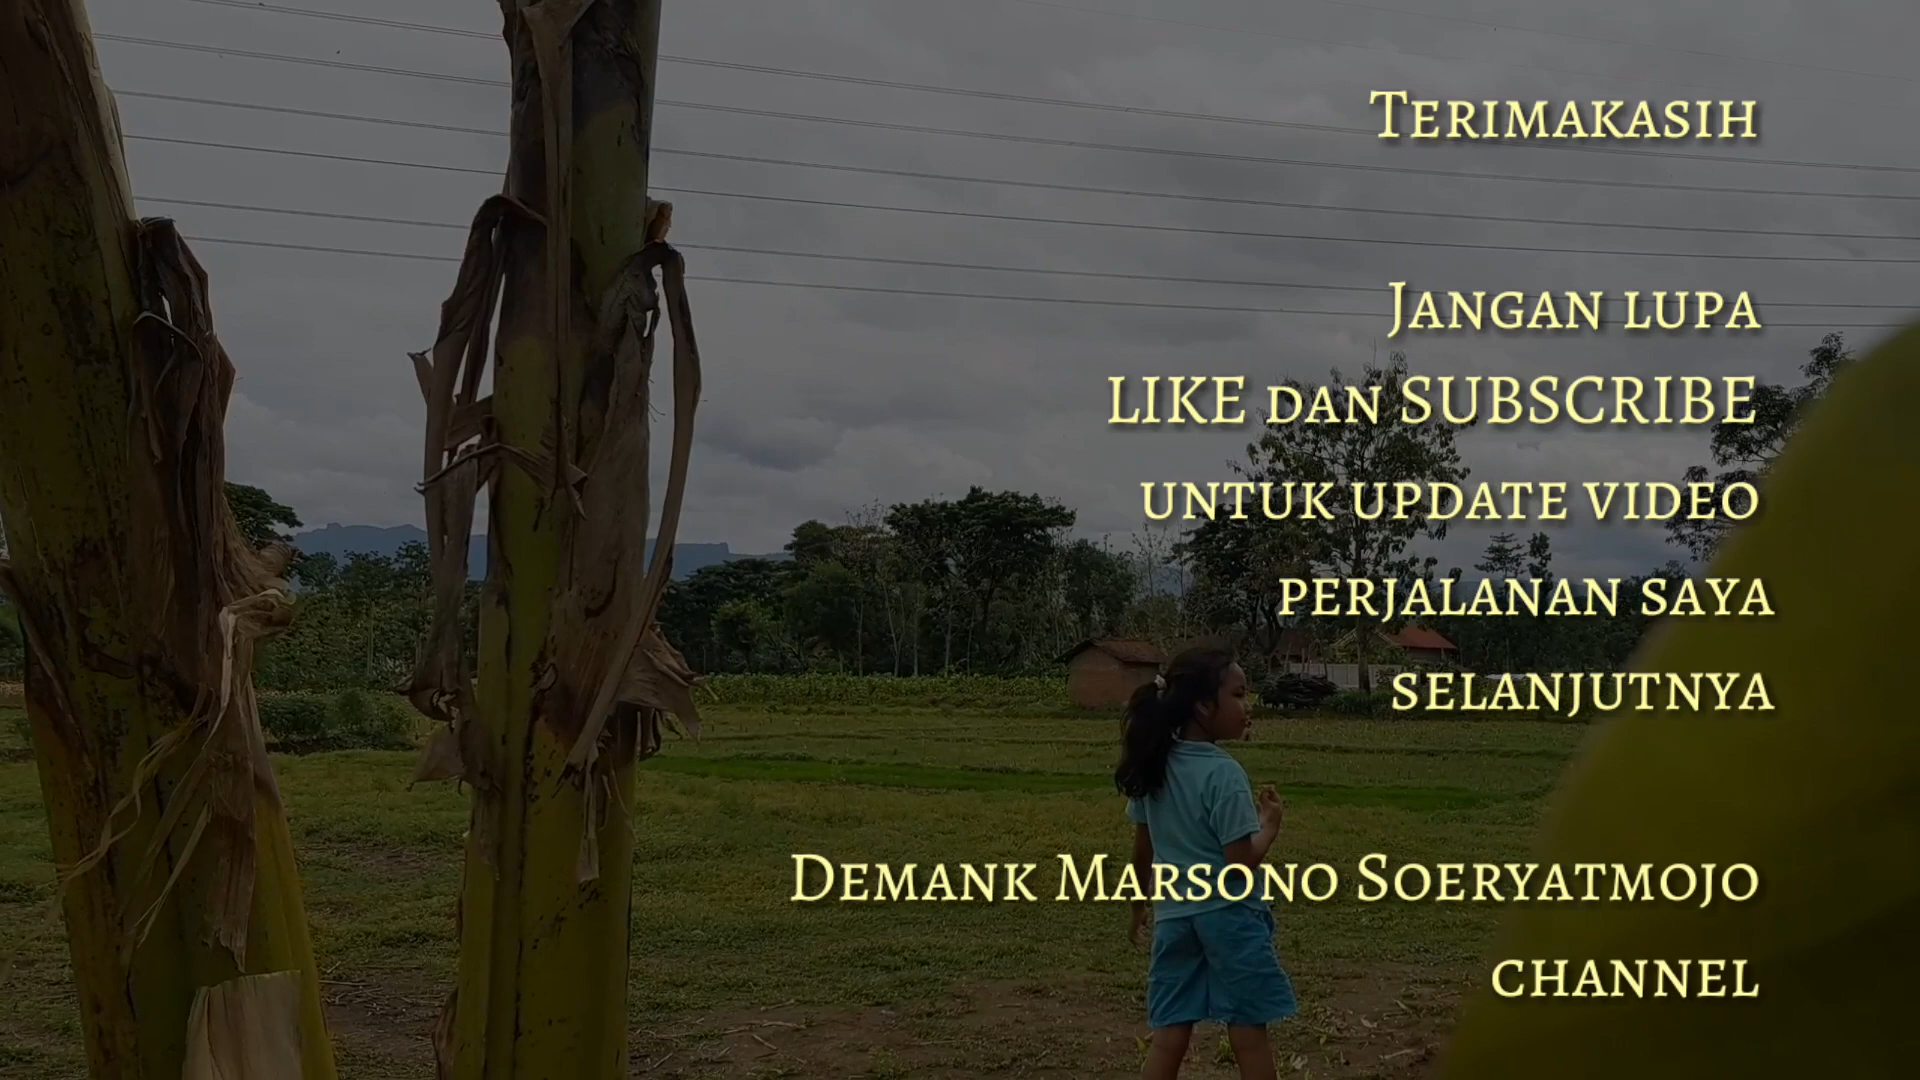 Terimakasih
Jangan lupa
LIKE dan SUBSCRIBE
untuk update video
perjalanan saya
selanjutnya
Demank Marsono Soeryatmojo
channel